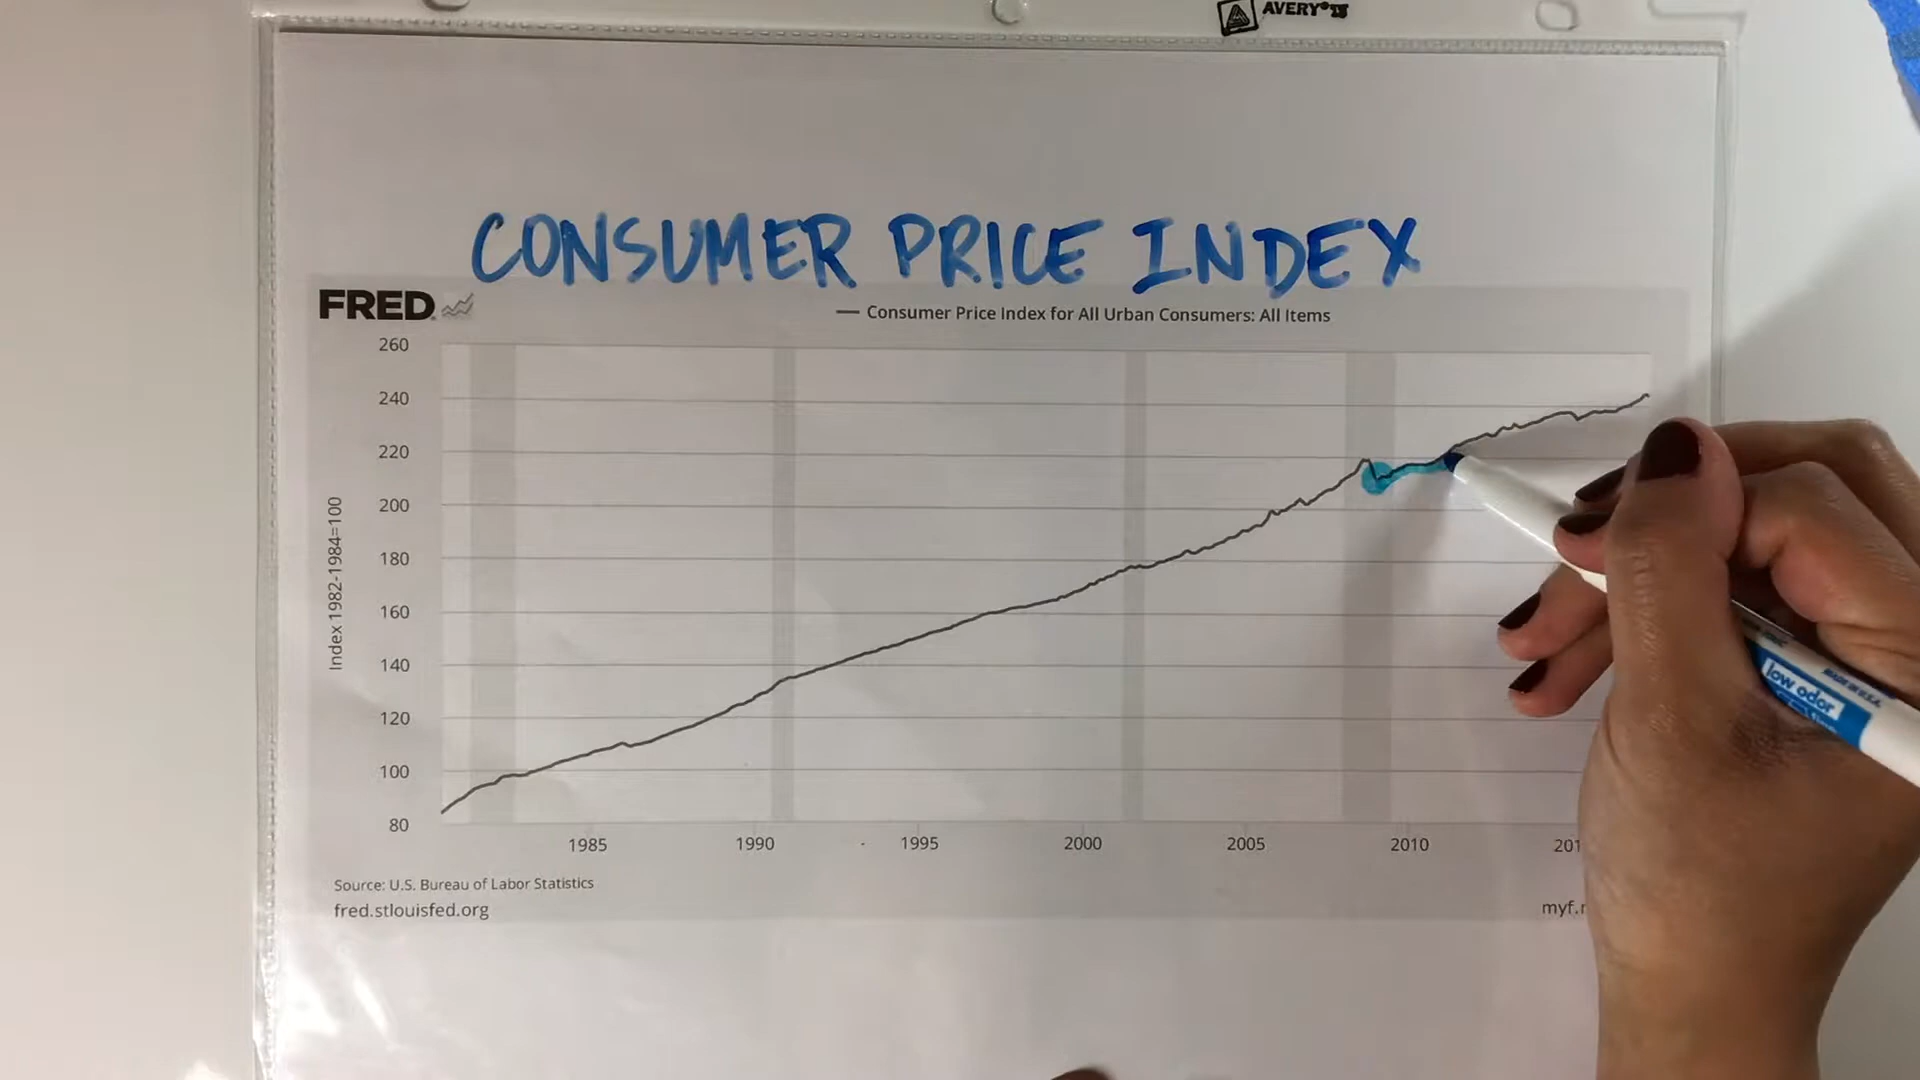 AVERY®
CONSUMER PRICE INDEX
FRED
Consumer Price Index for All Urban Consumers: All Items
260
240
220
200
180
160
140
120
100
80
Index 1982-1984=100
1985
1990
1995
2000
2005
2010
201
Source: U.S. Bureau of Labor Statistics
fred.stlouisfed.org
myf.r
low odor
MADE IN U.S.A.